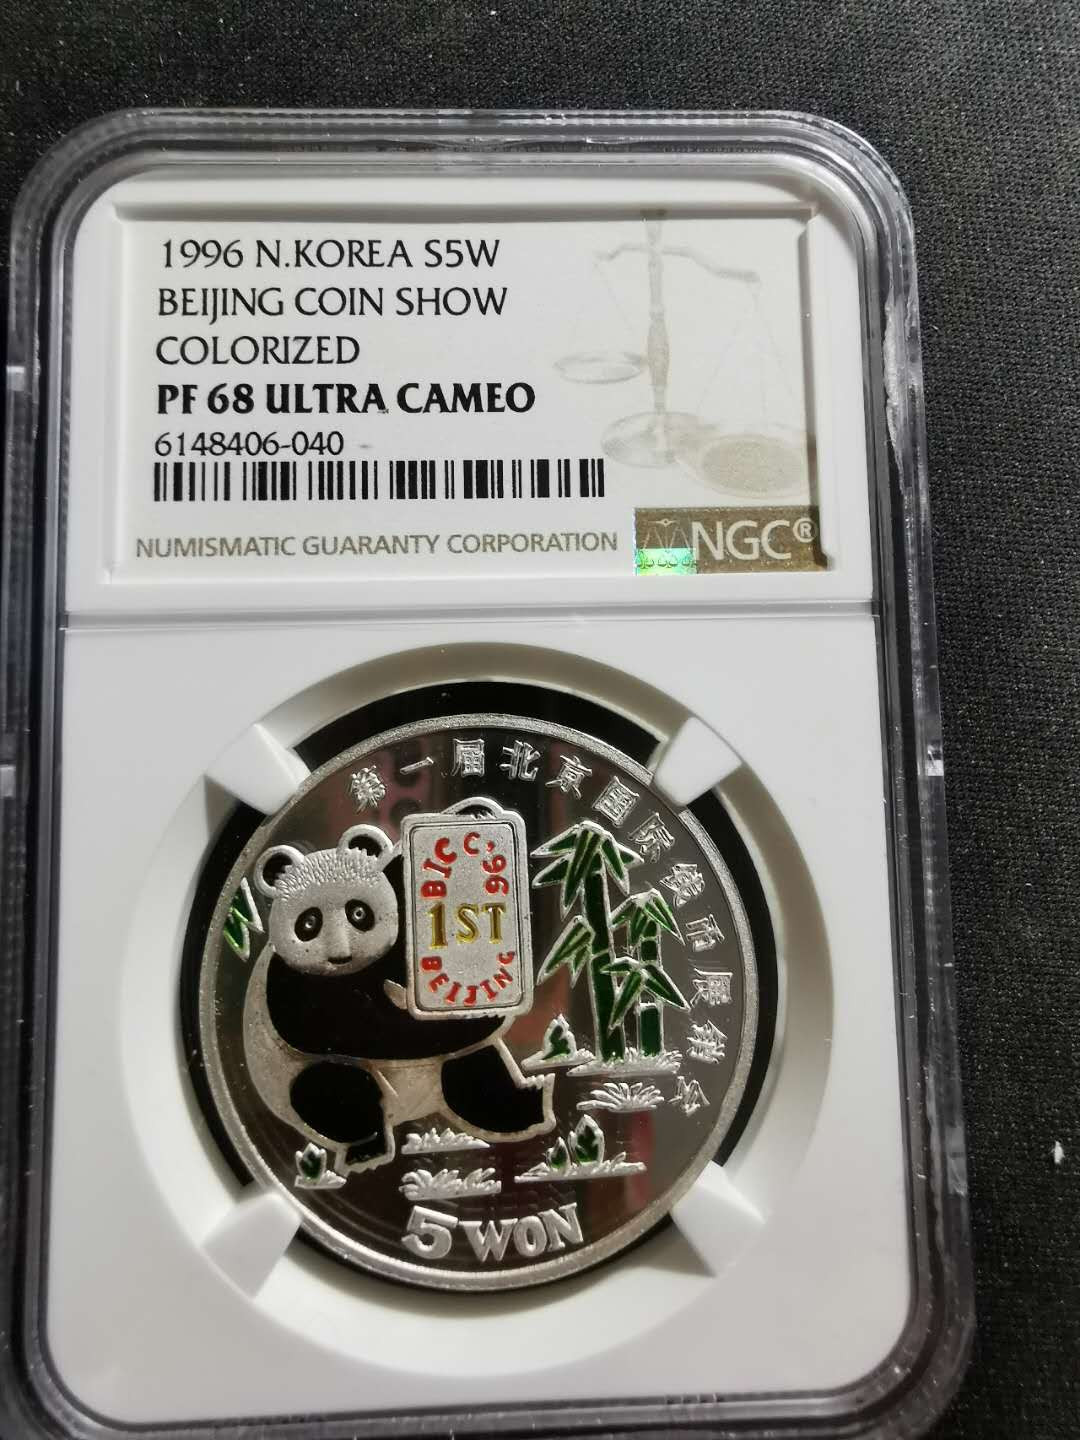 1996 N.KOREA S5W
BEIJING COIN SHOW
COLORIZED
PF 68 ULTRA CAMEO
6148406-040
NUMISMATIC GUARANTY CORPORATION
NGC®
第一届北京国际钱币展销会
BICC'96
1ST
BEIJING
5 WON